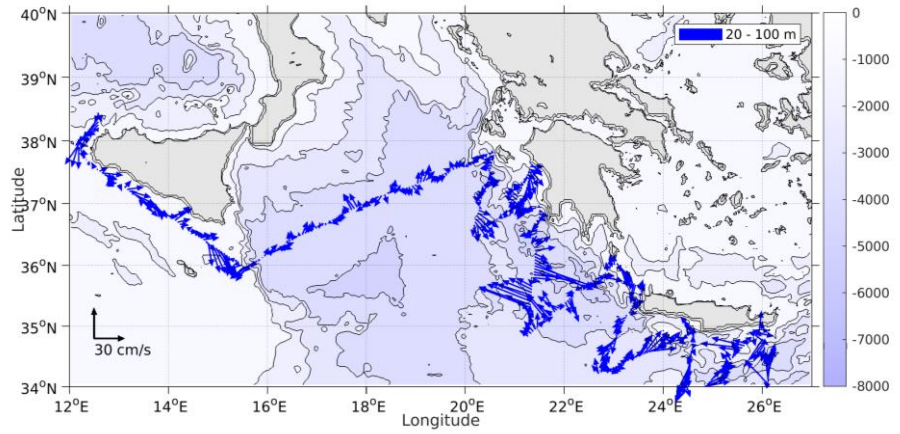 40°N
39°N
38°N
37°N
36°N
35°N
34°N
Latitude
12°E
14°E
16°E
18°E
20°E
22°E
24°E
26°E
Longitude
30 cm/s
20 - 100 m
0
-1000
-2000
-3000
-4000
-5000
-6000
-7000
-8000